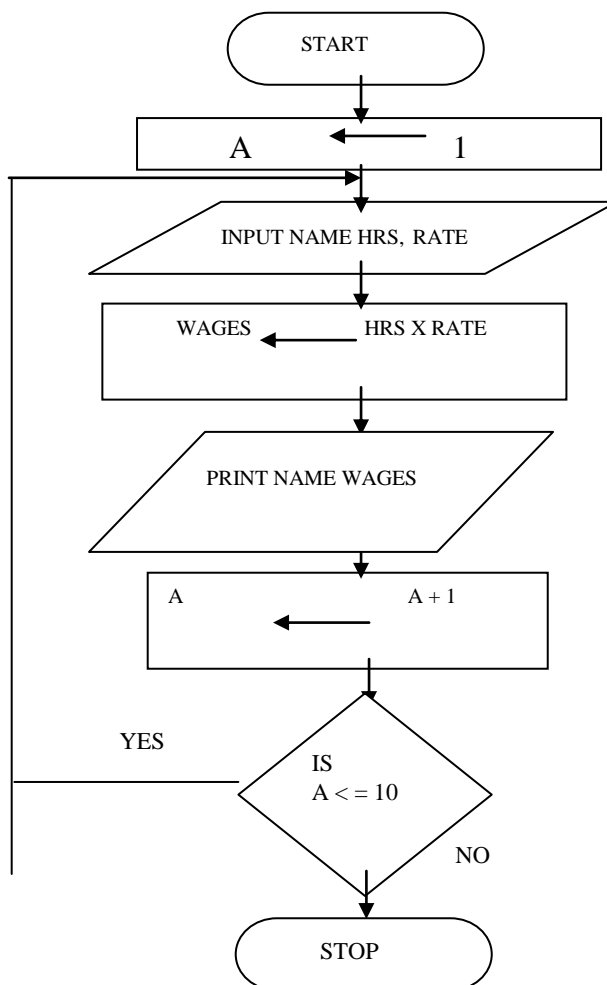 START
A 1
INPUT NAME HRS, RATE
WAGES HRS X RATE
PRINT NAME WAGES
A A + 1
YES
IS
A < = 10
NO
STOP